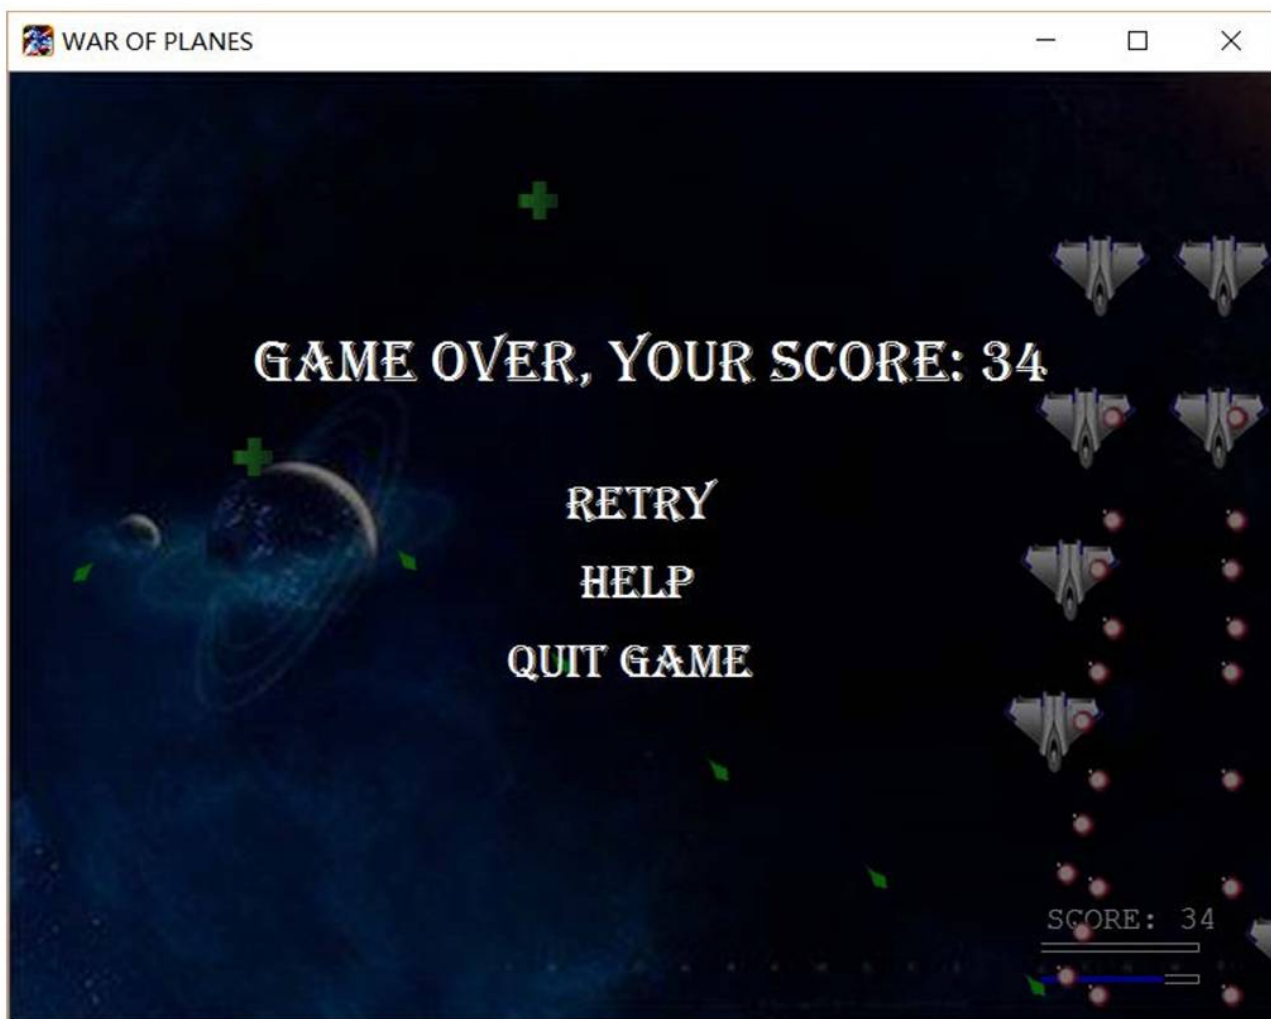 WAR OF PLANES
GAME OVER, YOUR SCORE: 34
RETRY
HELP
QUIT GAME
SCORE: 34